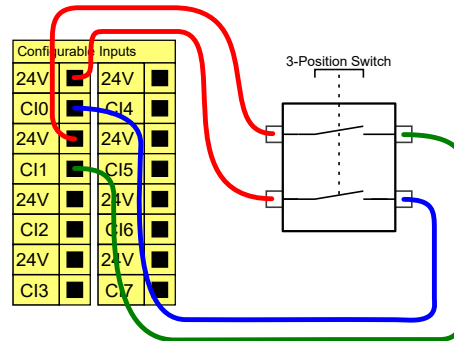 Configurable Inputs
3-Position Switch
24V 24V
CI0 CI4
24V 24V
CI1 CI5
24V 24V
CI2 CI6
24V 24V
CI3 CI7